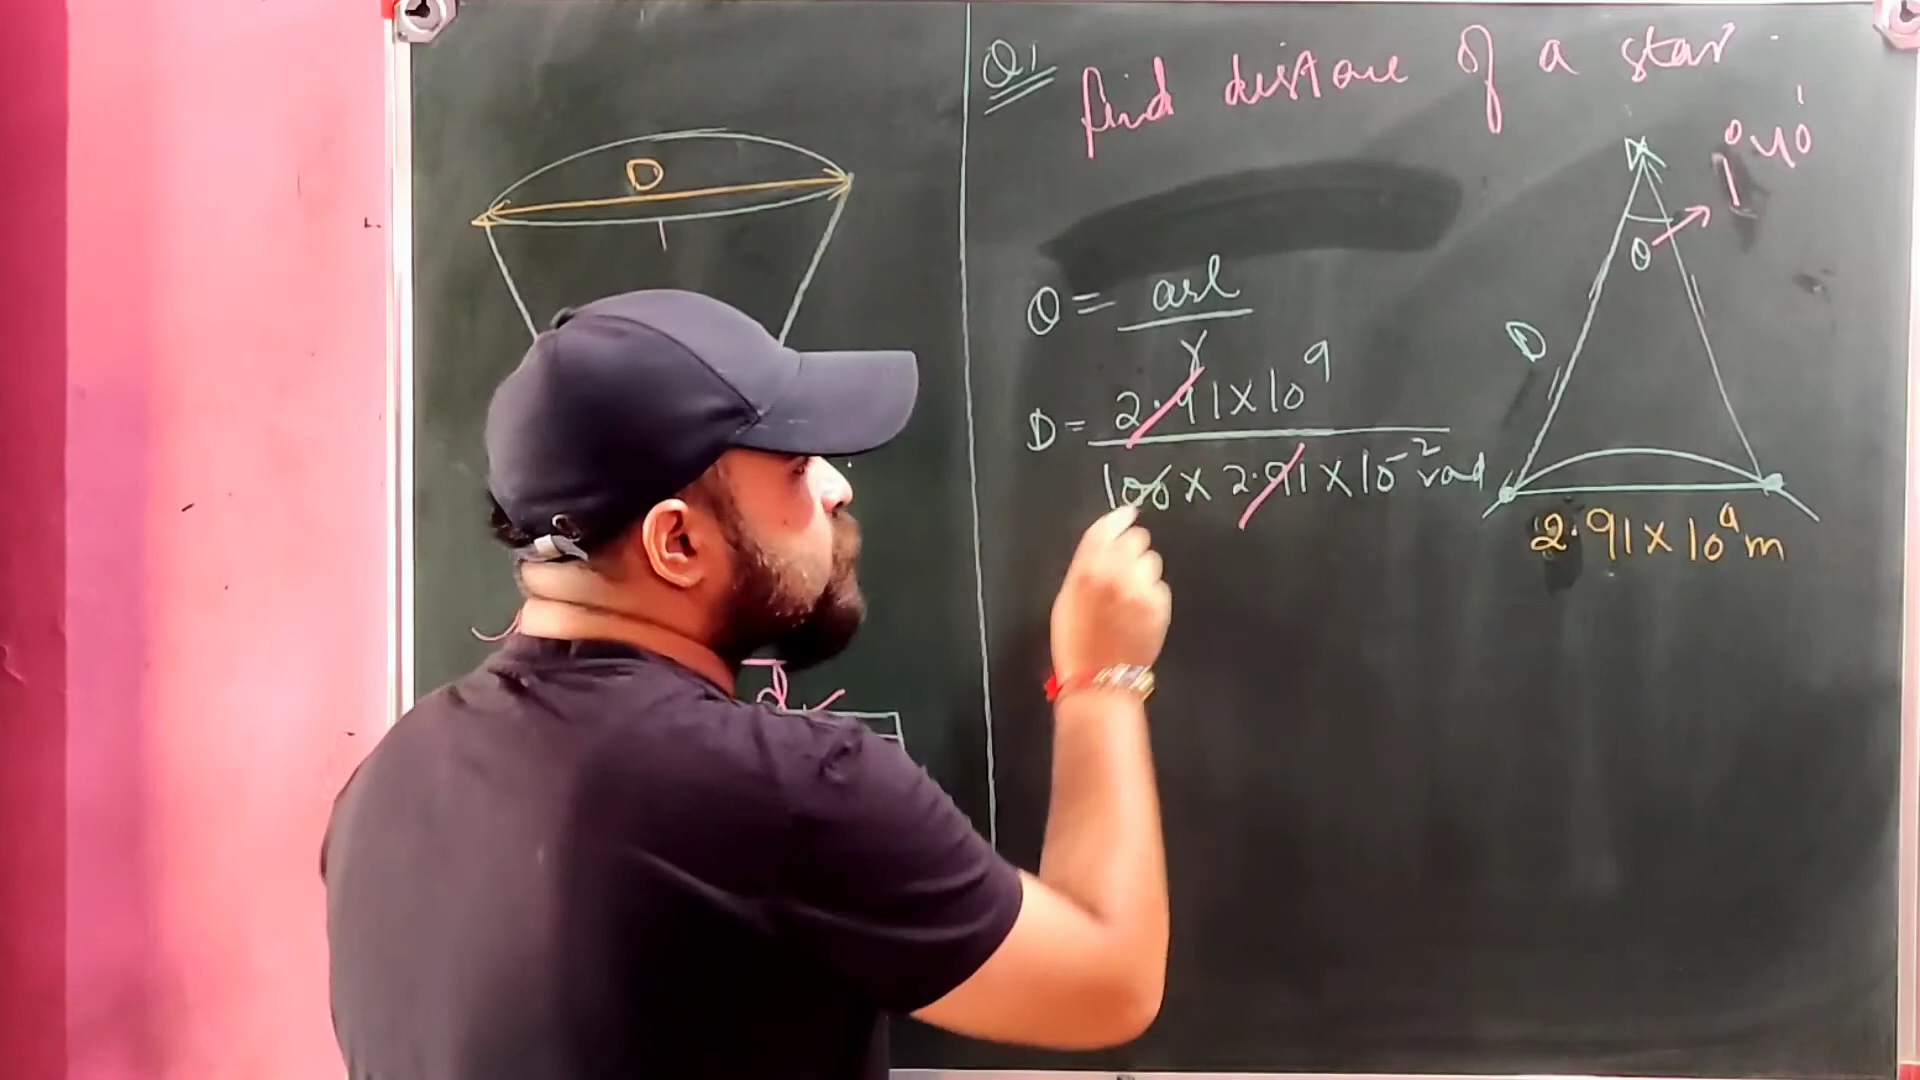 D
Q1 find distance of a star
1° 40'
θ
θ = arc / r
D
D = 2.91 x 10^9 / 100 x 2.91 x 10^-2 rad
2.91 x 10^9 m